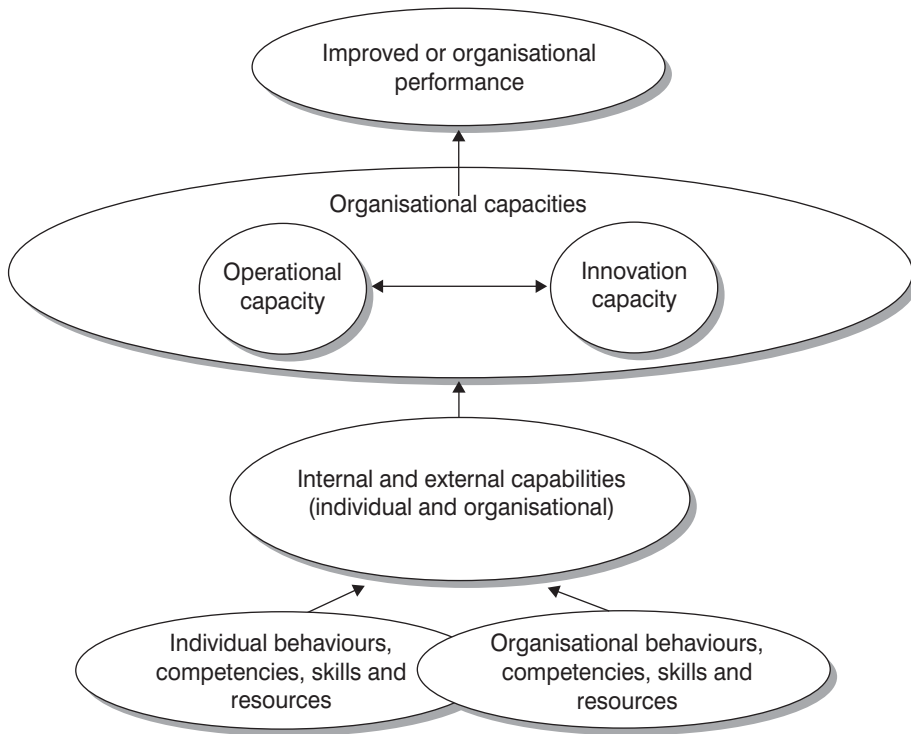 Improved or organisational
performance
Organisational capacities
Operational
capacity
Innovation
capacity
Internal and external capabilities
(individual and organisational)
Individual behaviours,
competencies, skills and
resources
Organisational behaviours,
competencies, skills and
resources